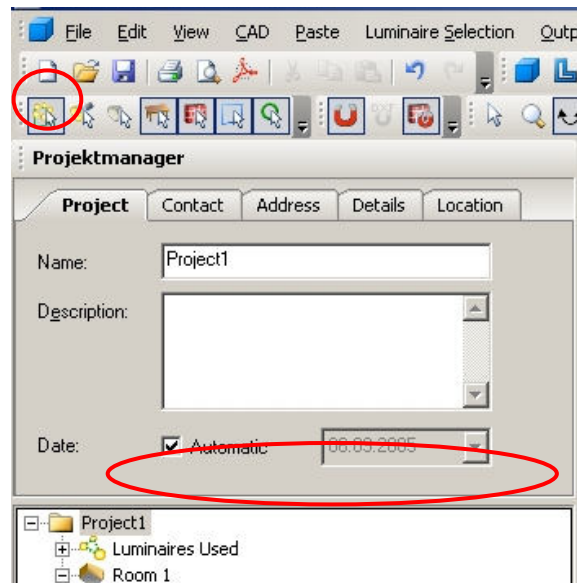 File Edit View CAD Paste Luminaire Selection Outp
Projektmanager
Project Contact Address Details Location
Name: Project1
Description:
Date: Automatic
Project1
Luminaires Used
Room 1